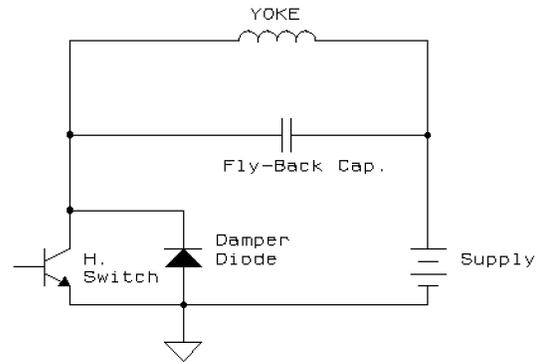 YOKE
Fly-Back Cap.
Damper
Diode
H.
Switch
Supply